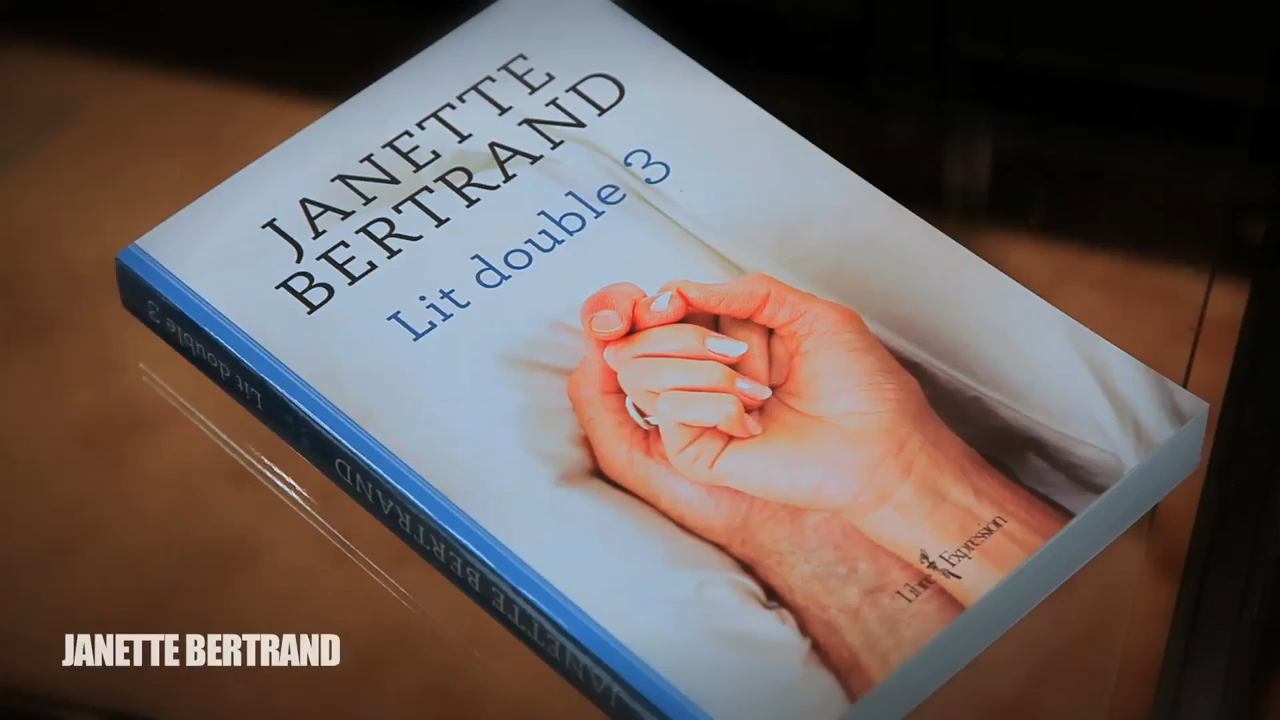 JANETTE
BERTRAND
Lit double 3
Libre Expression
JANETTE BERTRAND Lit double 3
JANETTE BERTRAND